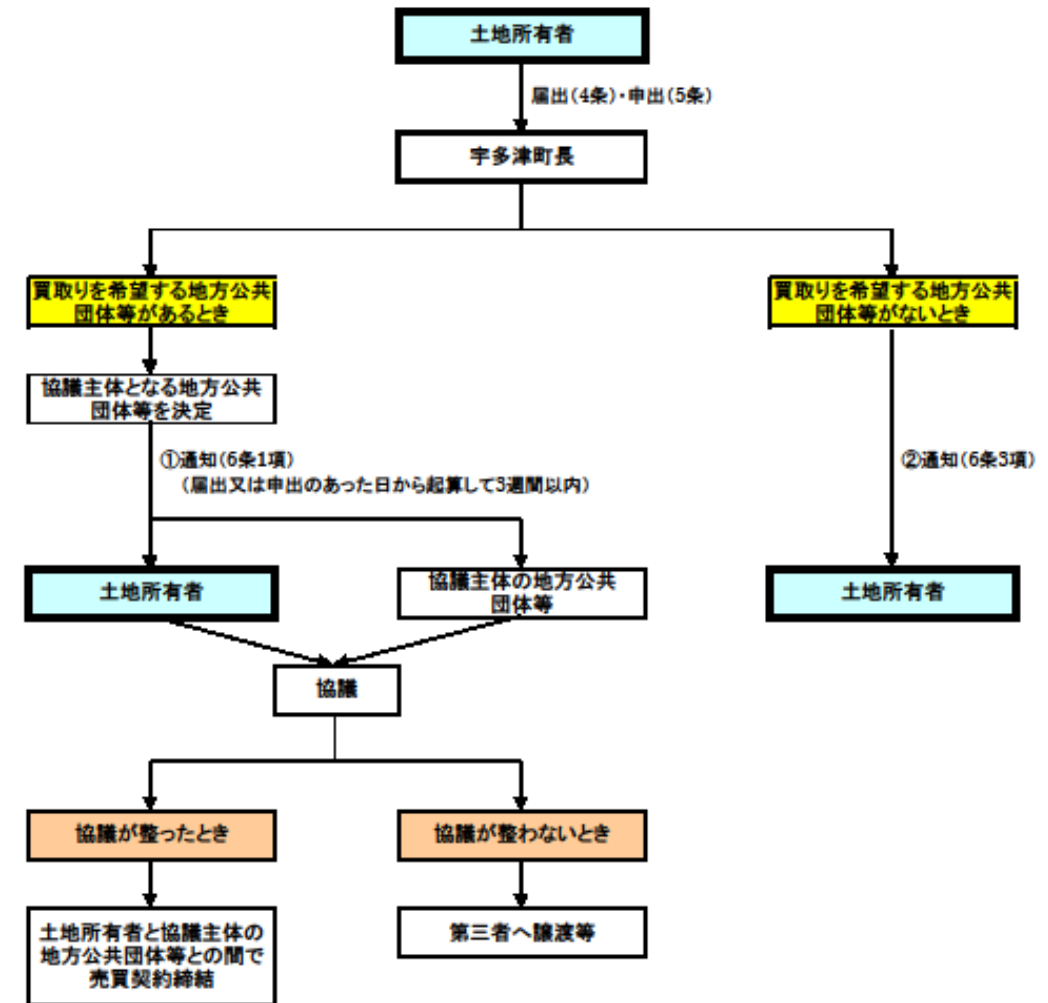 土地所有者
届出(4条)・申出(5条)
宇多津町長
買取りを希望する地方公共
団体等があるとき
買取りを希望する地方公共
団体等がないとき
協議主体となる地方公共
団体等を決定
①通知(6条1項)
(届出又は申出のあった日から起算して3週間以内)
②通知(6条3項)
土地所有者
協議主体の地方公共
団体等
土地所有者
協議
協議が整ったとき
協議が整わないとき
土地所有者と協議主体の
地方公共団体等との間で
売買契約締結
第三者へ譲渡等